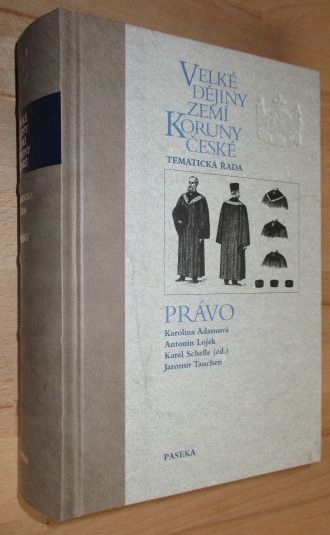 VELKÉ
DĚJINY
ZEMÍ
KORUNY
ČESKÉ
TEMATICKÁ ŘADA
PRÁVO
Karolina Adamová
Antonín Lojek
Karel Schelle (ed.)
Jaromír Tauchen
PASEKA